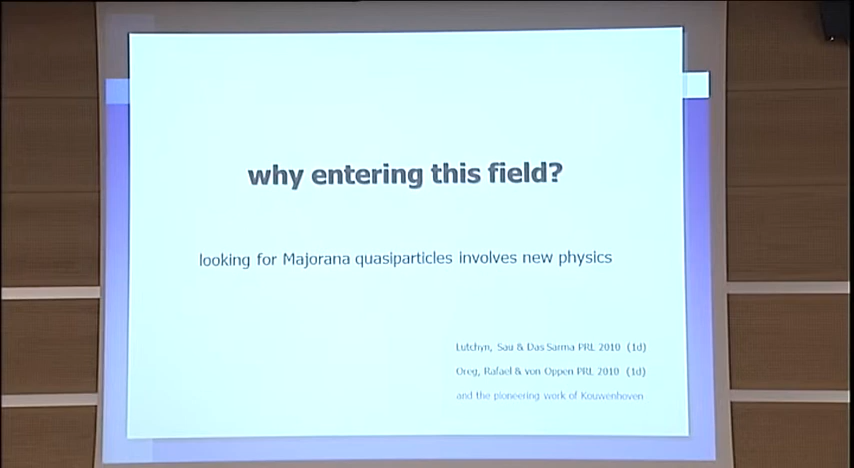 why entering this field?
looking for Majorana quasiparticles involves new physics
Lutchyn, Sau & Das Sarma PRL 2010 (1d)
Oreg, Rafael & von Oppen PRL 2010 (1d)
and the pioneering work of Kouwenhoven